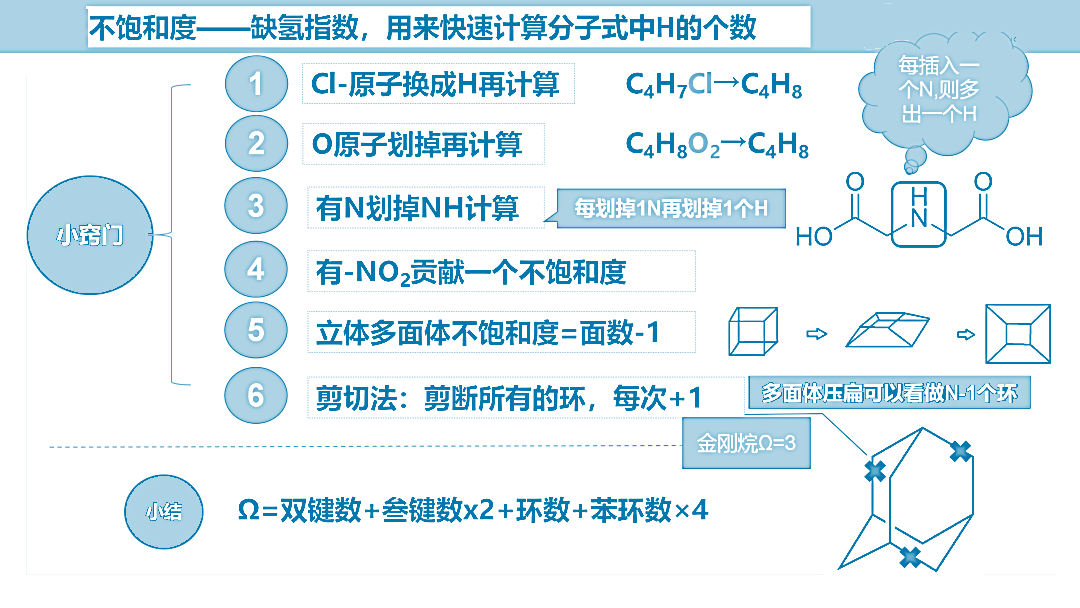 不饱和度——缺氢指数，用来快速计算分子式中H的个数
每插入一
个N,则多
出一个H
1 Cl-原子换成H再计算 C₄H₇Cl→C₄H₈
2 O原子划掉再计算 C₄H₈O₂→C₄H₈
3 有N划掉NH计算 每划掉1N再划掉1个H
O H O
HO N OH
小窍门
4 有-NO₂贡献一个不饱和度
5 立体多面体不饱和度=面数-1
6 剪切法：剪断所有的环，每次+1
多面体压扁可以看做N-1个环
金刚烷Ω=3
小结
Ω=双键数+叁键数x2+环数+苯环数×4